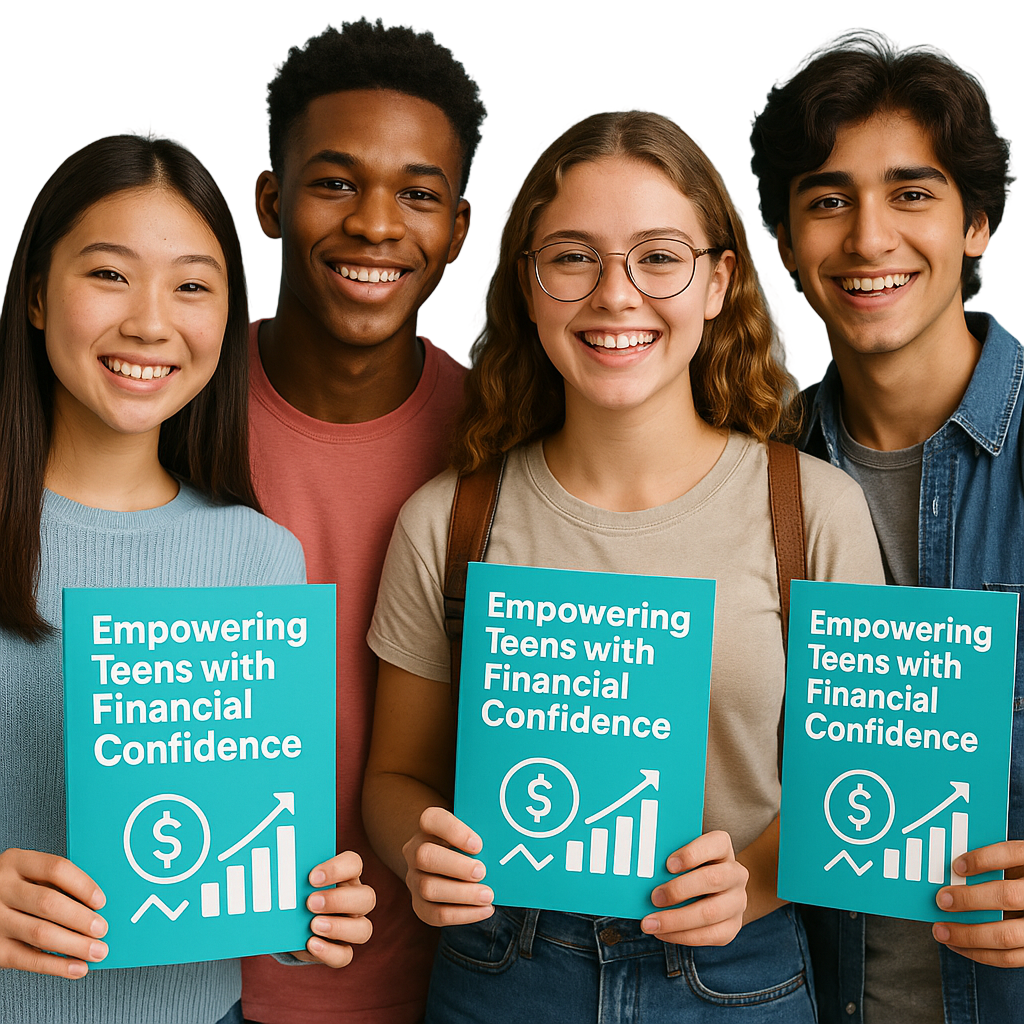 Empowering
Teens with
Financial
Confidence
$
Empowering
Teens with
Financial
Confidence
$
Empowering
Teens with
Financial
Confidence
$